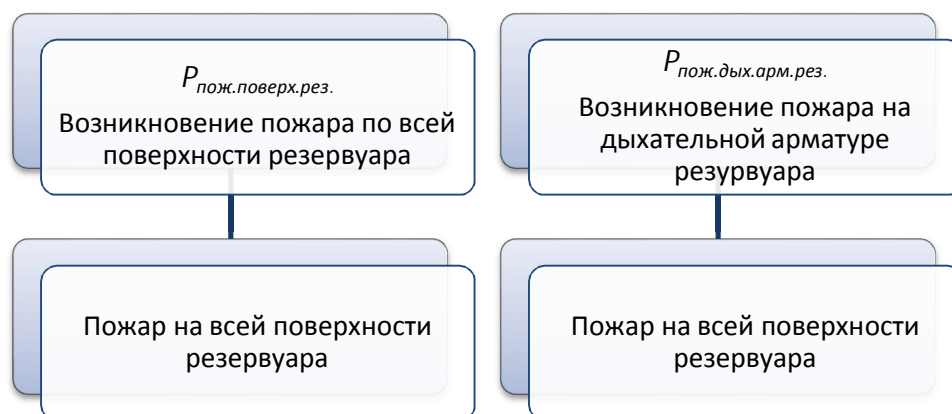 Pпож.поверх.рез.
Возникновение пожара по всей
поверхности резервуара
Pпож.дых.арм.рез.
Возникновение пожара на
дыхательной арматуре
резурвуара
Пожар на всей поверхности
резервуара
Пожар на всей поверхности
резервуара